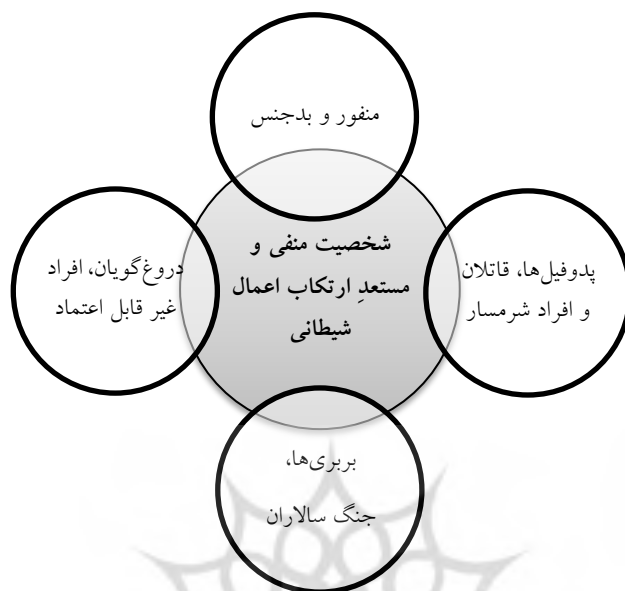 منفور و بدجنس
شخصیت منفی و
مستعدِ ارتکاب اعمال
شیطانی
پدوفیل‌ها، قاتلان
و افراد شرمسار
دروغ‌گویان، افراد
غیر قابل اعتماد
بربری‌ها،
جنگ سالاران